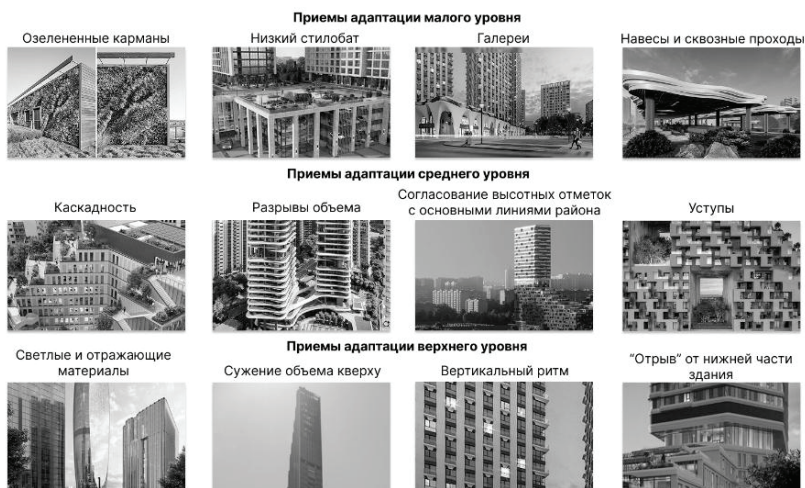 Приемы адаптации малого уровня
Озелененные карманы
Низкий стилобат
Галереи
Навесы и сквозные проходы
Приемы адаптации среднего уровня
Каскадность
Разрывы объема
Согласование высотных отметок
с основными линиями района
Уступы
Приемы адаптации верхнего уровня
Светлые и отражающие
материалы
Сужение объема кверху
Вертикальный ритм
"Отрыв" от нижней части
здания